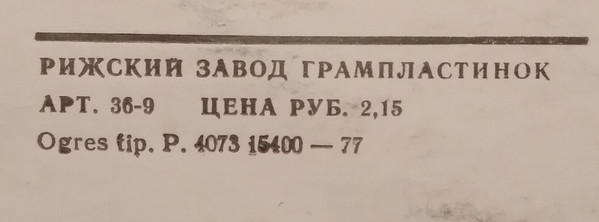 РИЖСКИЙ ЗАВОД ГРАМПЛАСТИНОК
АРТ. 36-9 ЦЕНА РУБ. 2,15
Ogres tip. P. 4073 15400 — 77